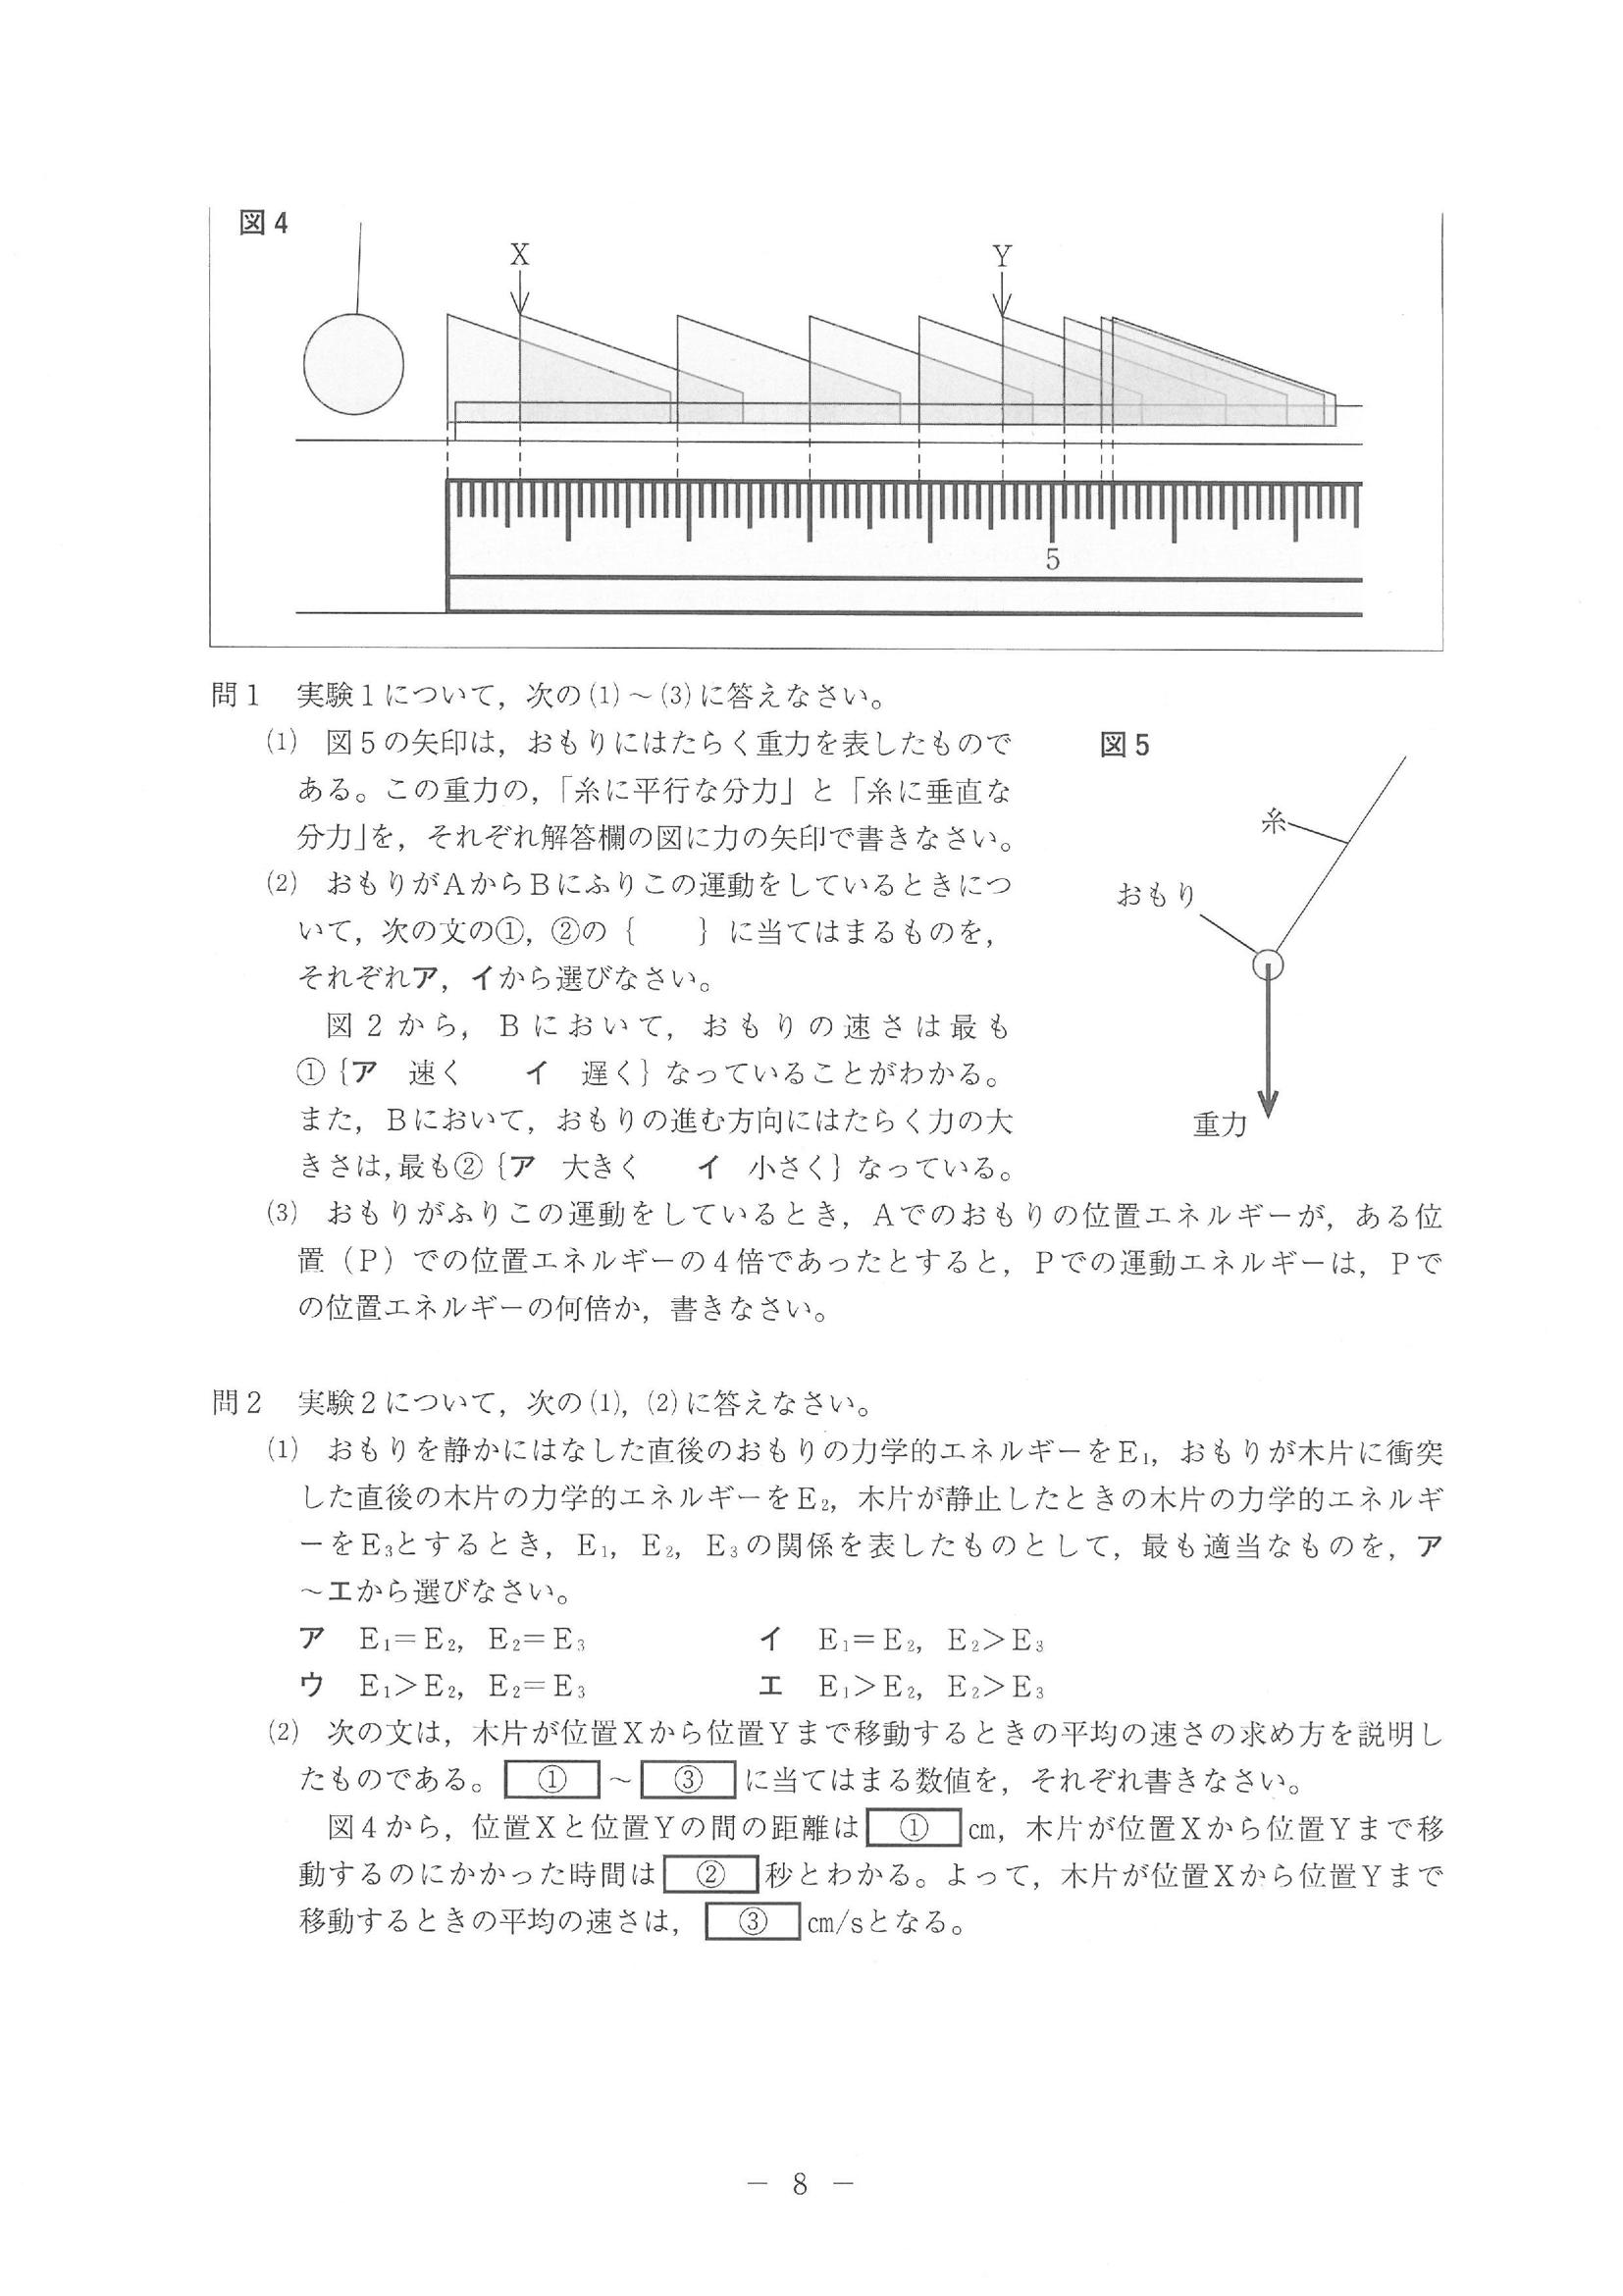 図4
X
Y
5
問1 実験1について，次の(1)～(3)に答えなさい。
(1) 図5の矢印は，おもりにはたらく重力を表したもので
ある。この重力の，「糸に平行な分力」と「糸に垂直な
分力」を，それぞれ解答欄の図に力の矢印で書きなさい。
(2) おもりがAからBにふりこの運動をしているときにつ
いて，次の文の①，②の｛　　｝に当てはまるものを，
それぞれア，イから選びなさい。
図2から，Bにおいて，おもりの速さは最も
①｛ア 速く　イ 遅く｝なっていることがわかる。
また，Bにおいて，おもりの進む方向にはたらく力の大
きさは，最も②｛ア 大きく　イ 小さく｝なっている。
図5
糸
おもり
重力
(3) おもりがふりこの運動をしているとき，Aでのおもりの位置エネルギーが，ある位
置（P）での位置エネルギーの4倍であったとすると，Pでの運動エネルギーは，Pで
の位置エネルギーの何倍か，書きなさい。
問2 実験2について，次の(1)，(2)に答えなさい。
(1) おもりを静かにはなした直後のおもりの力学的エネルギーをE₁，おもりが木片に衝突
した直後の木片の力学的エネルギーをE₂，木片が静止したときの木片の力学的エネルギ
ーをE₃とするとき，E₁，E₂，E₃の関係を表したものとして，最も適当なものを，ア
～エから選びなさい。
ア E₁＝E₂，E₂＝E₃　イ E₁＝E₂，E₂＞E₃
ウ E₁＞E₂，E₂＝E₃　エ E₁＞E₂，E₂＞E₃
(2) 次の文は，木片が位置Xから位置Yまで移動するときの平均の速さの求め方を説明し
たものである。①～③に当てはまる数値を，それぞれ書きなさい。
図4から，位置Xと位置Yの間の距離は①cm，木片が位置Xから位置Yまで移
動するのにかかった時間は②秒とわかる。よって，木片が位置Xから位置Yまで
移動するときの平均の速さは，③cm/sとなる。
－ 8 －